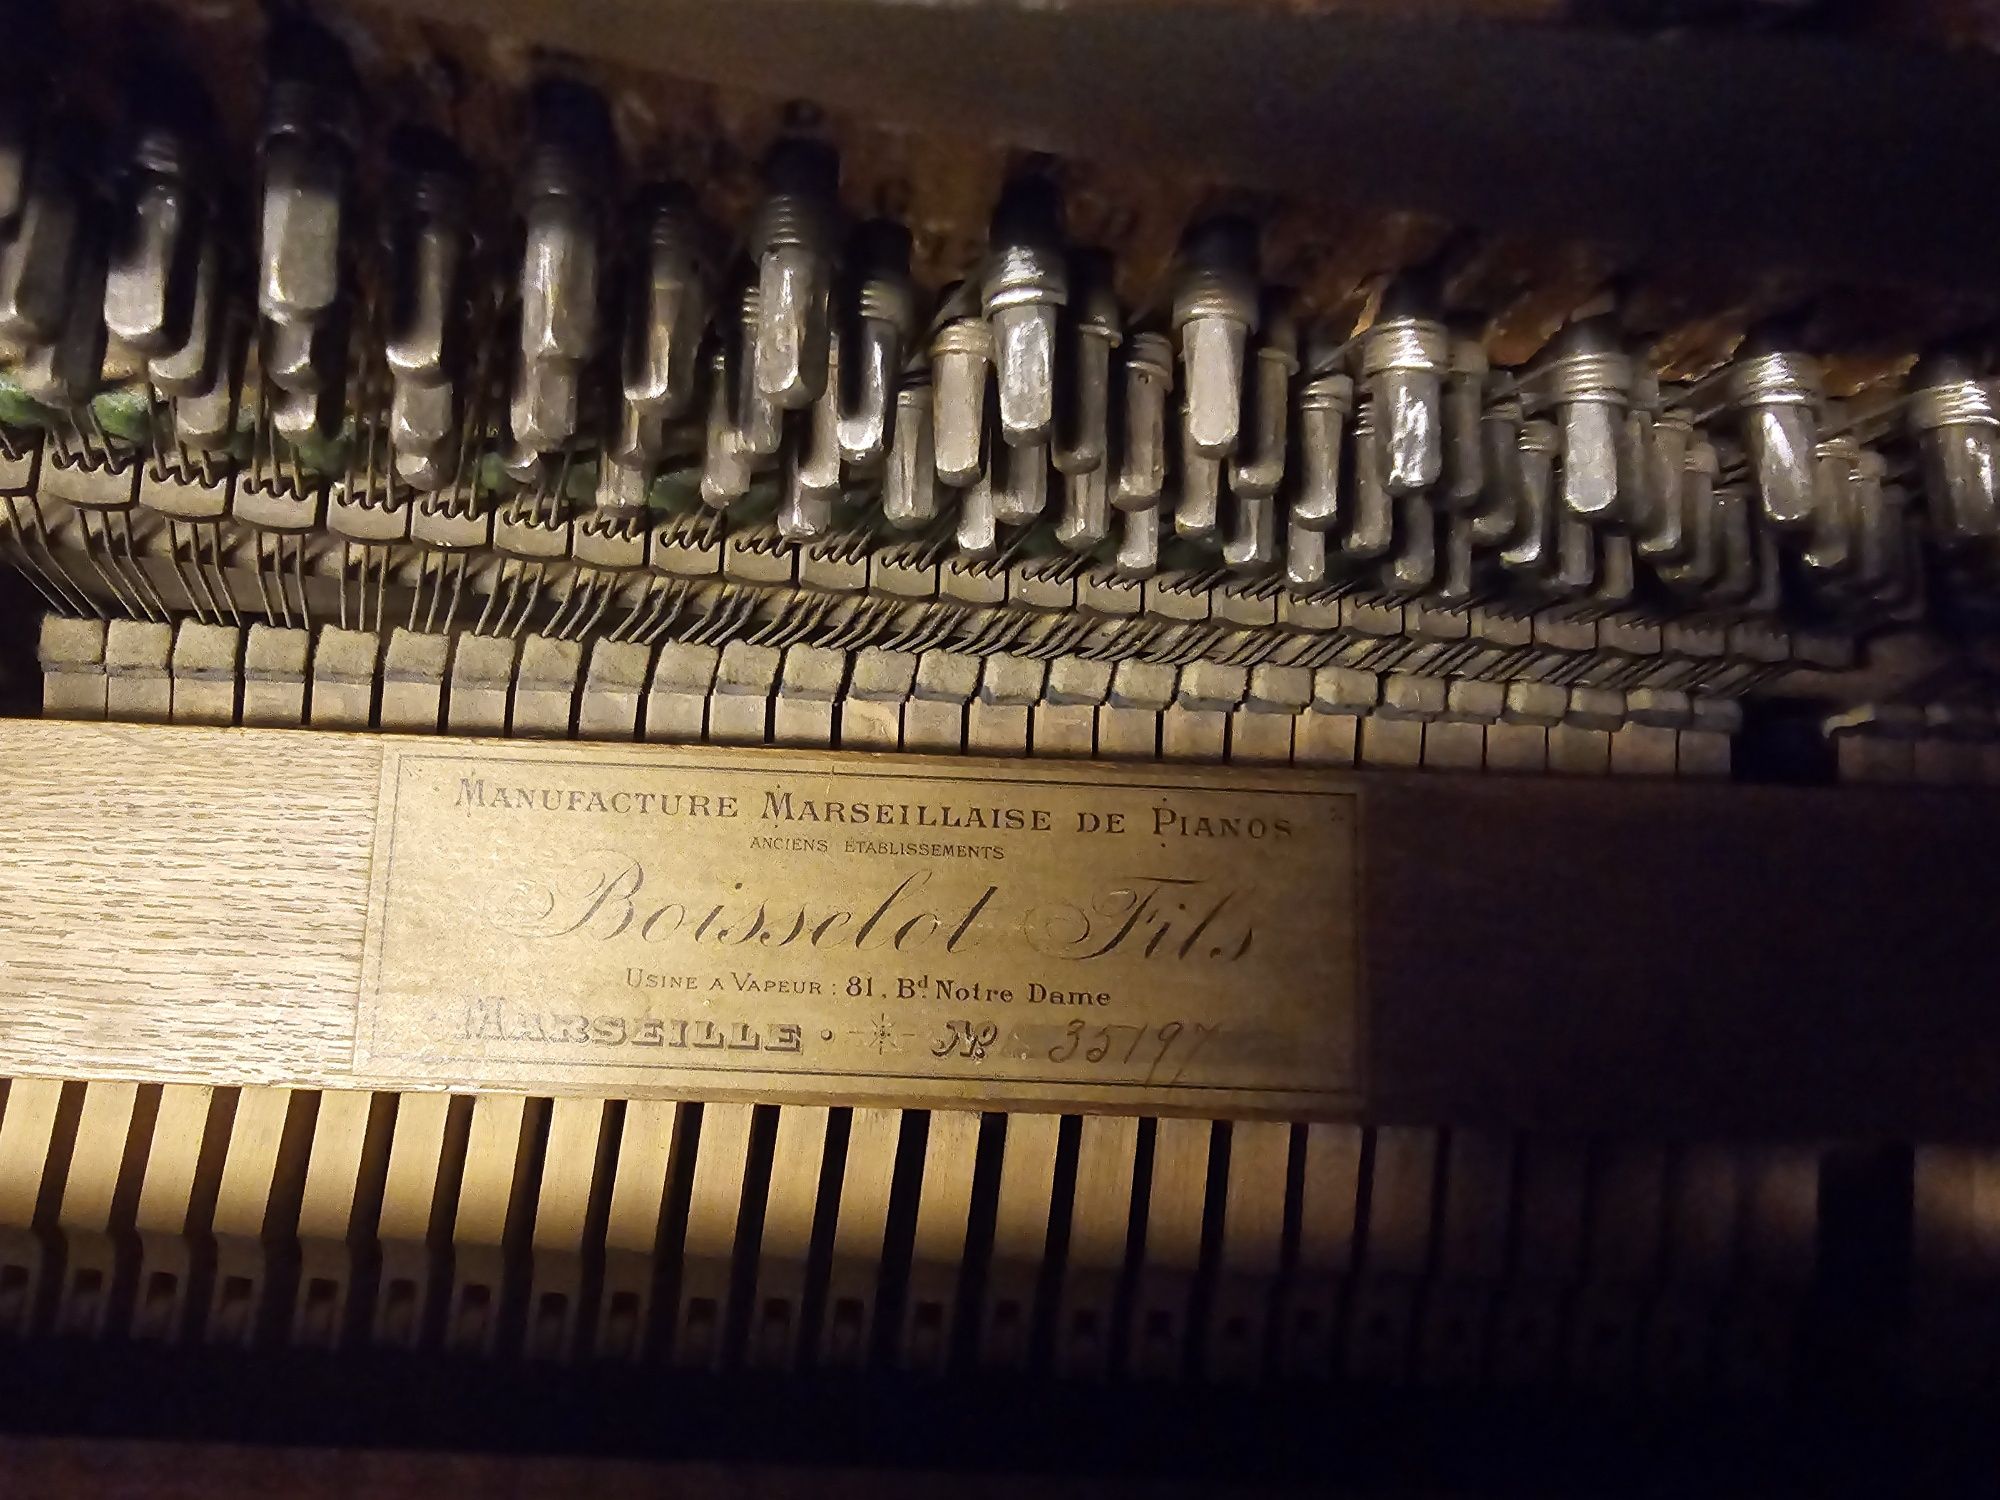 Manufacture Marseillaise de Pianos
ANCIENS ÉTABLISSEMENTS
Boisselot Fils
Usine a Vapeur : 81, Bd Notre Dame
MARSEILLE · No 35197